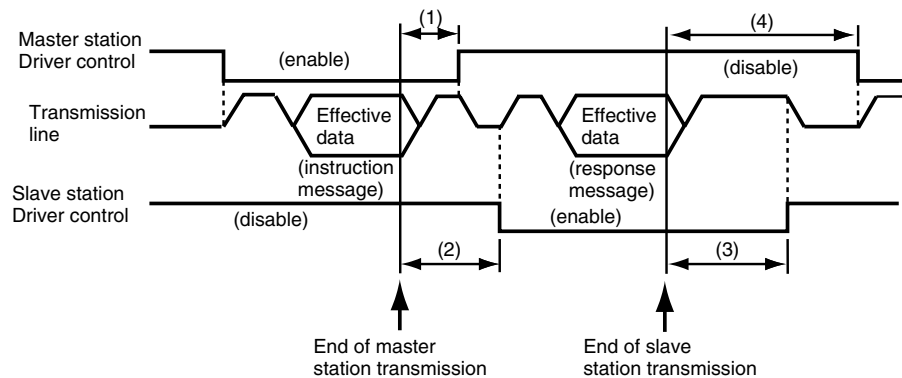 (1)
(4)
Master station
Driver control
(enable)
(disable)
Transmission
line
Effective
data
Effective
data
(instruction
message)
(response
message)
Slave station
Driver control
(disable)
(enable)
(2)
(3)
End of master
station transmission
End of slave
station transmission